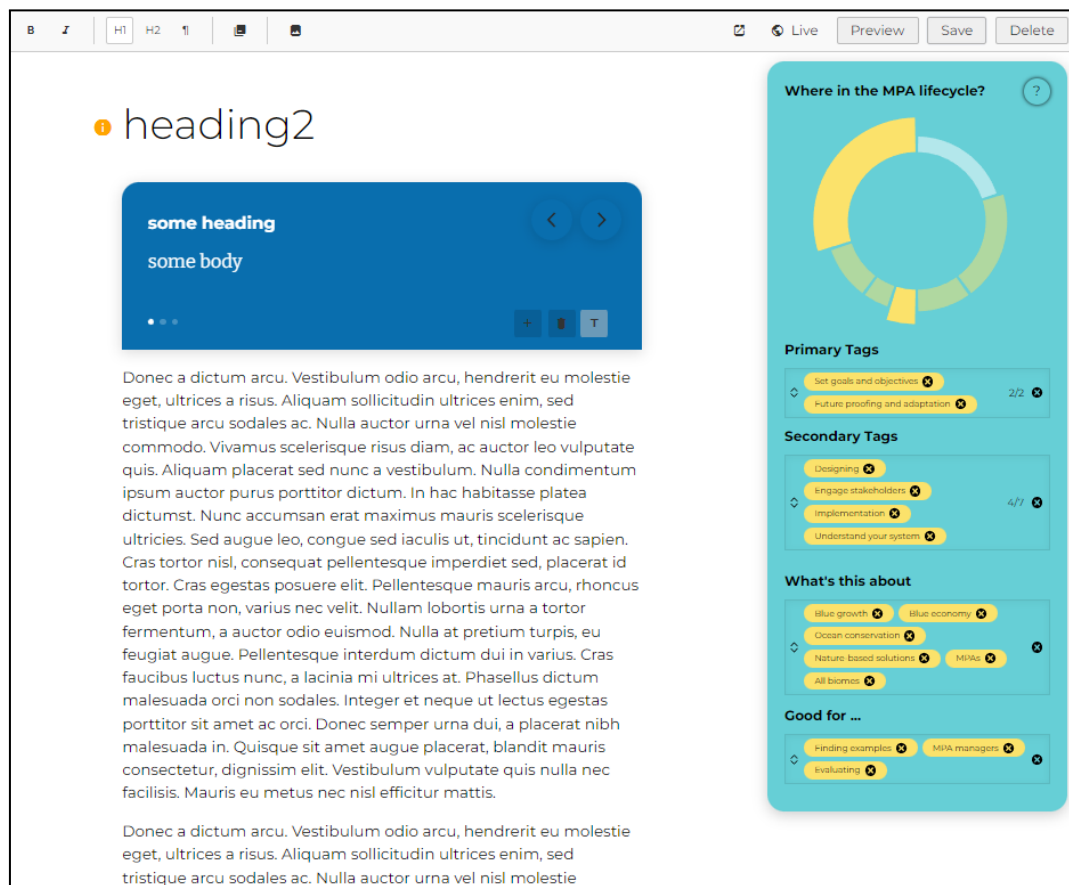 B I H1 H2 ¶ Live Preview Save Delete
heading2
some heading
some body
T
Donec a dictum arcu. Vestibulum odio arcu, hendrerit eu molestie
eget, ultrices a risus. Aliquam sollicitudin ultrices enim, sed
tristique arcu sodales ac. Nulla auctor urna vel nisl molestie
commodo. Vivamus scelerisque risus diam, ac auctor leo vulputate
quis. Aliquam placerat sed nunc a vestibulum. Nulla condimentum
ipsum auctor purus porttitor dictum. In hac habitasse platea
dictumst. Nunc accumsan erat maximus mauris scelerisque
ultricies. Sed augue leo, congue sed iaculis ut, tincidunt ac sapien.
Cras tortor nisl, consequat pellentesque imperdiet sed, placerat id
tortor. Cras egestas posuere elit. Pellentesque mauris arcu, rhoncus
eget porta non, varius nec velit. Nullam lobortis urna a tortor
fermentum, a auctor odio euismod. Nulla at pretium turpis, eu
feugiat augue. Pellentesque interdum dictum dui in varius. Cras
faucibus luctus nunc, a lacinia mi ultrices at. Phasellus dictum
malesuada orci non sodales. Integer et neque ut lectus egestas
porttitor sit amet ac orci. Donec semper urna dui, a placerat nibh
malesuada in. Quisque sit amet augue placerat, blandit mauris
consectetur, dignissim elit. Vestibulum vulputate quis nulla nec
facilisis. Mauris eu metus nec nisl efficitur mattis.
Donec a dictum arcu. Vestibulum odio arcu, hendrerit eu molestie
eget, ultrices a risus. Aliquam sollicitudin ultrices enim, sed
tristique arcu sodales ac. Nulla auctor urna vel nisl molestie
Where in the MPA lifecycle? ?
Primary Tags
Set goals and objectives
Future proofing and adaptation
2/2
Secondary Tags
Designing
Engage stakeholders
Implementation
Understand your system
4/7
What's this about
Blue growth Blue economy
Ocean conservation
Nature-based solutions MPAs
All biomes
Good for ...
Finding examples MPA managers
Evaluating